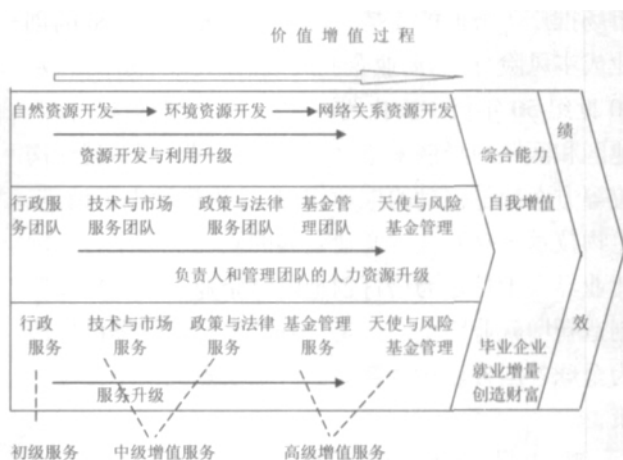 价值增值过程
自然资源开发 环境资源开发 网络关系资源开发
资源开发与利用升级
行政服务团队 技术与市场服务团队 政策与法律服务团队 基金管理团队 天使与风险基金管理
负责人和管理团队的人力资源升级
行政服务 技术与市场服务 政策与法律服务 基金管理服务 天使与风险基金管理
服务升级
初级服务 中级增值服务 高级增值服务
综合能力
自我增值
毕业企业
就业增量
创造财富
绩效